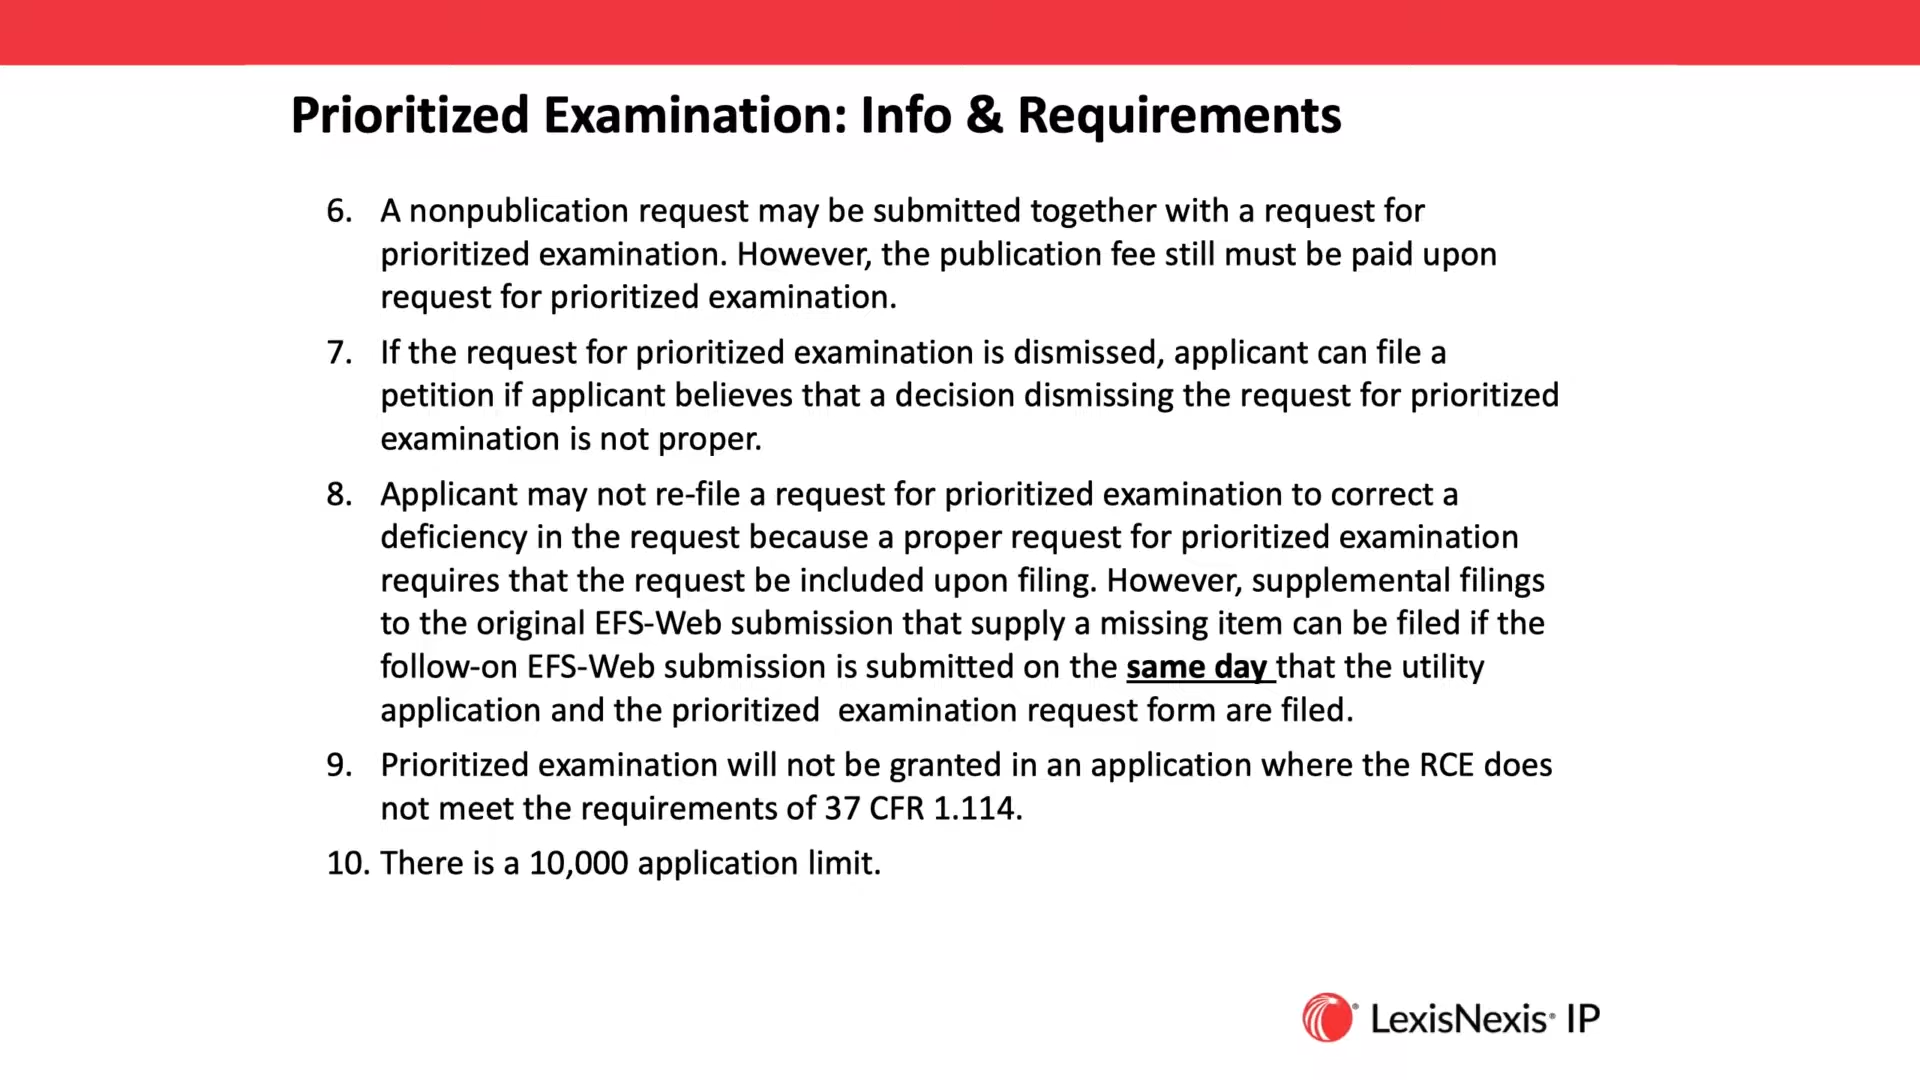 Prioritized Examination: Info & Requirements
6. A nonpublication request may be submitted together with a request for
prioritized examination. However, the publication fee still must be paid upon
request for prioritized examination.
7. If the request for prioritized examination is dismissed, applicant can file a
petition if applicant believes that a decision dismissing the request for prioritized
examination is not proper.
8. Applicant may not re-file a request for prioritized examination to correct a
deficiency in the request because a proper request for prioritized examination
requires that the request be included upon filing. However, supplemental filings
to the original EFS-Web submission that supply a missing item can be filed if the
follow-on EFS-Web submission is submitted on the same day that the utility
application and the prioritized examination request form are filed.
9. Prioritized examination will not be granted in an application where the RCE does
not meet the requirements of 37 CFR 1.114.
10. There is a 10,000 application limit.
LexisNexis® IP